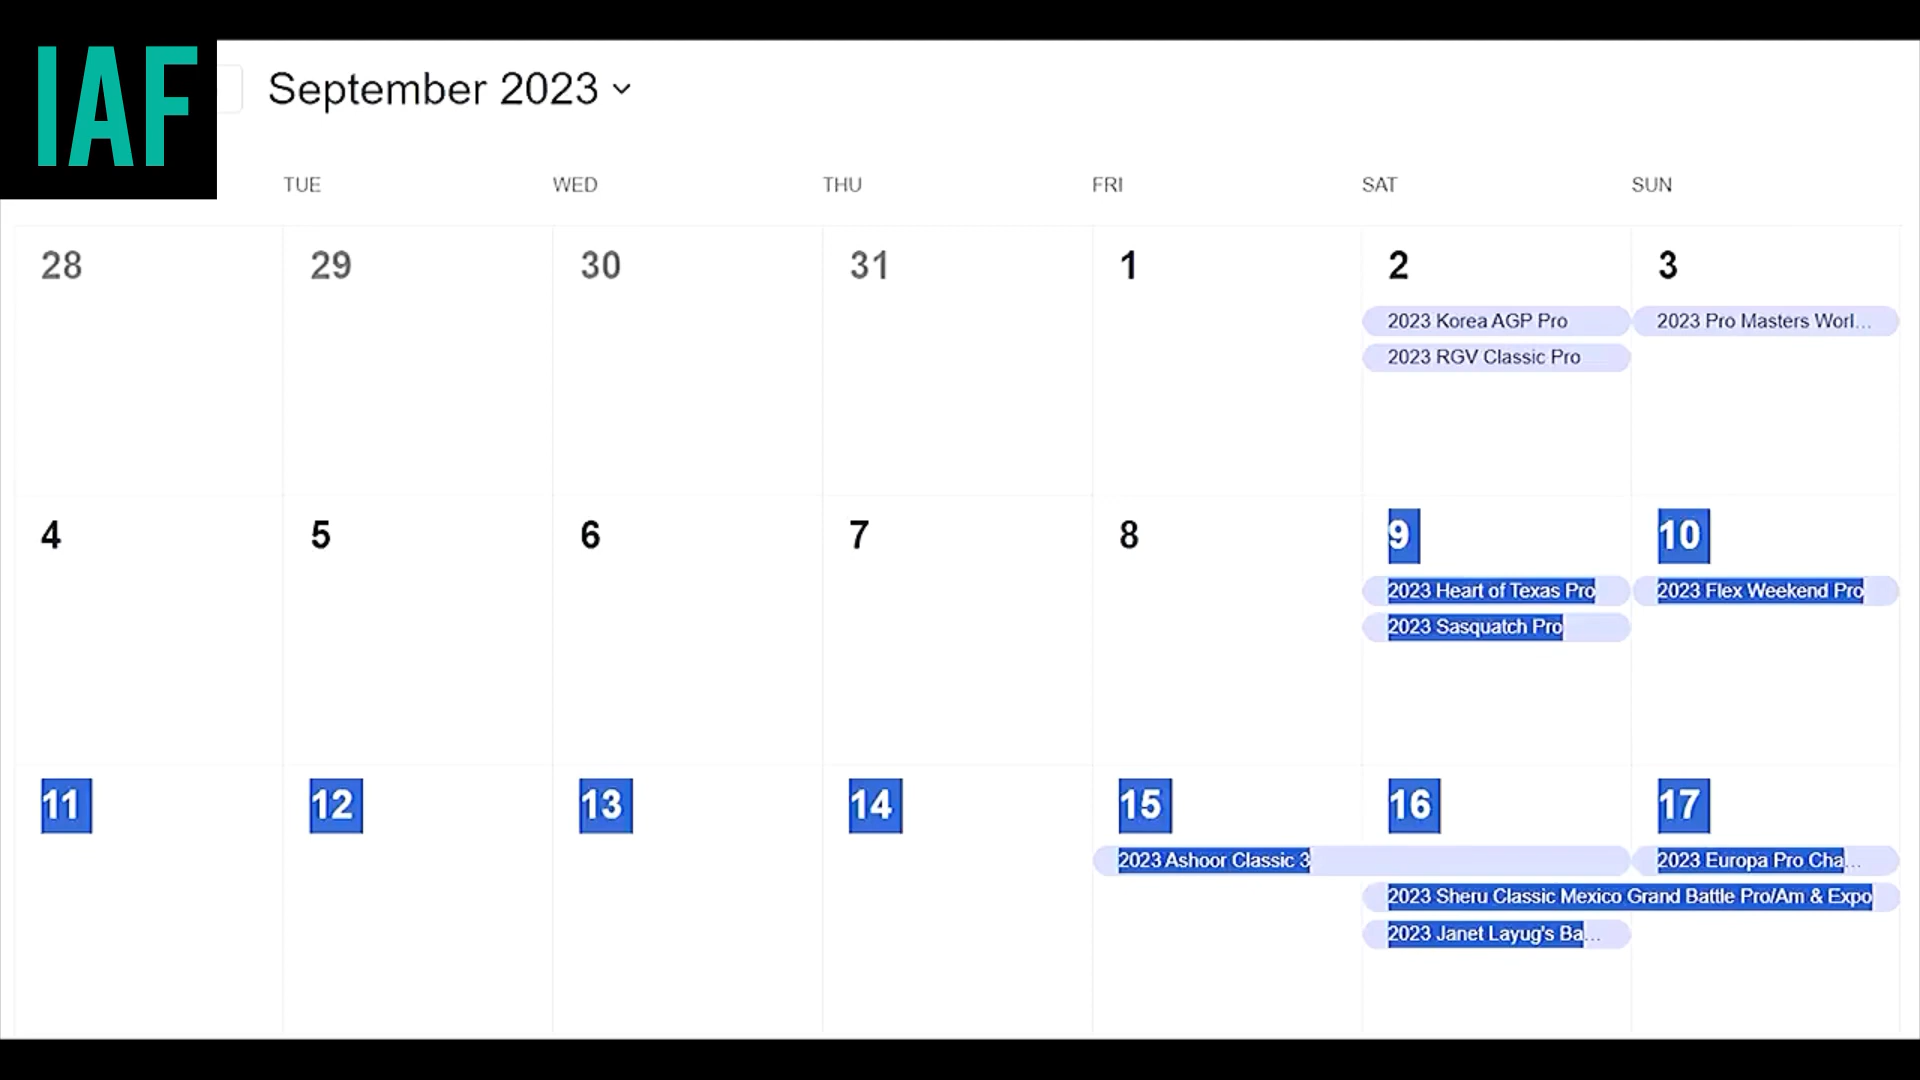 IAF
September 2023
TUE WED THU FRI SAT SUN
28 29 30 31 1 2 3
2023 Korea AGP Pro 2023 Pro Masters Worl...
2023 RGV Classic Pro
4 5 6 7 8 9 10
2023 Heart of Texas Pro 2023 Flex Weekend Pro
2023 Sasquatch Pro
11 12 13 14 15 16 17
2023 Ashoor Classic 3 2023 Europa Pro Cha...
2023 Sheru Classic Mexico Grand Battle Pro/Am & Expo
2023 Janet Layug's Ba...